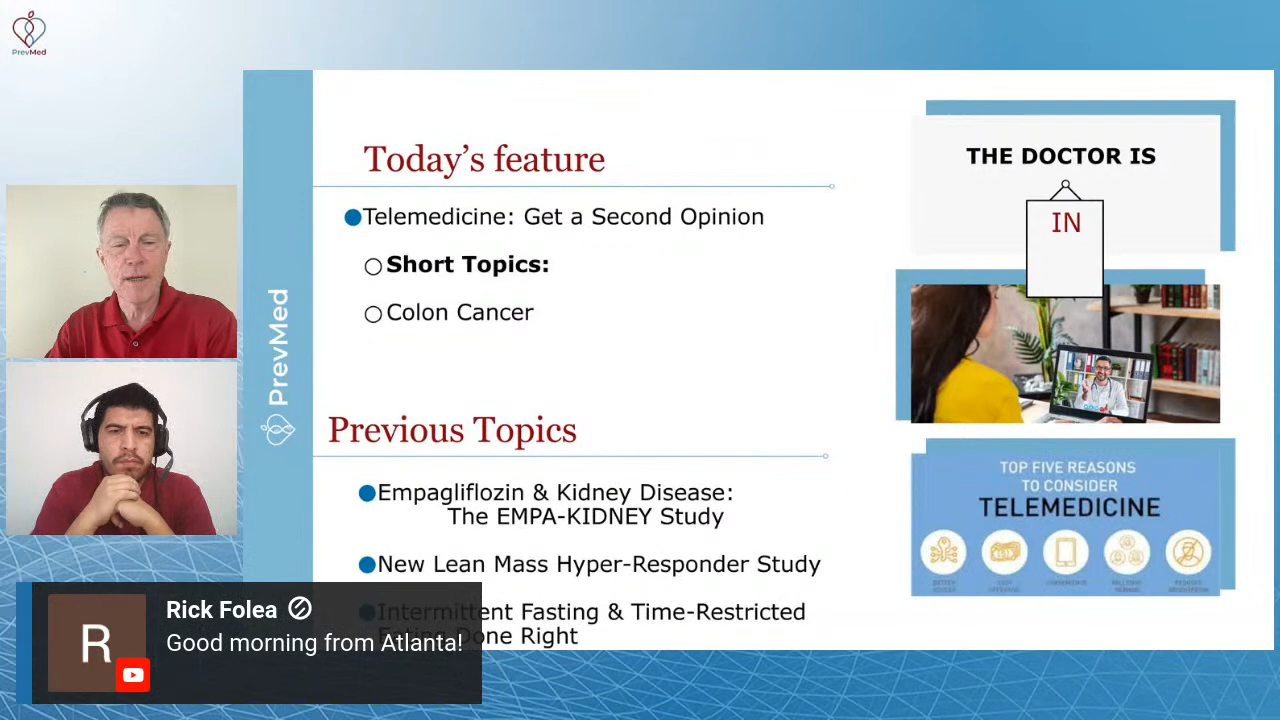 PrevMed
Today's feature
Telemedicine: Get a Second Opinion
Short Topics:
Colon Cancer
PrevMed
Previous Topics
Empagliflozin & Kidney Disease:
The EMPA-KIDNEY Study
New Lean Mass Hyper-Responder Study
Intermittent Fasting & Time-Restricted
Eating Done Right
THE DOCTOR IS
IN
TOP FIVE REASONS
TO CONSIDER
TELEMEDICINE
R
Rick Folea
Good morning from Atlanta!